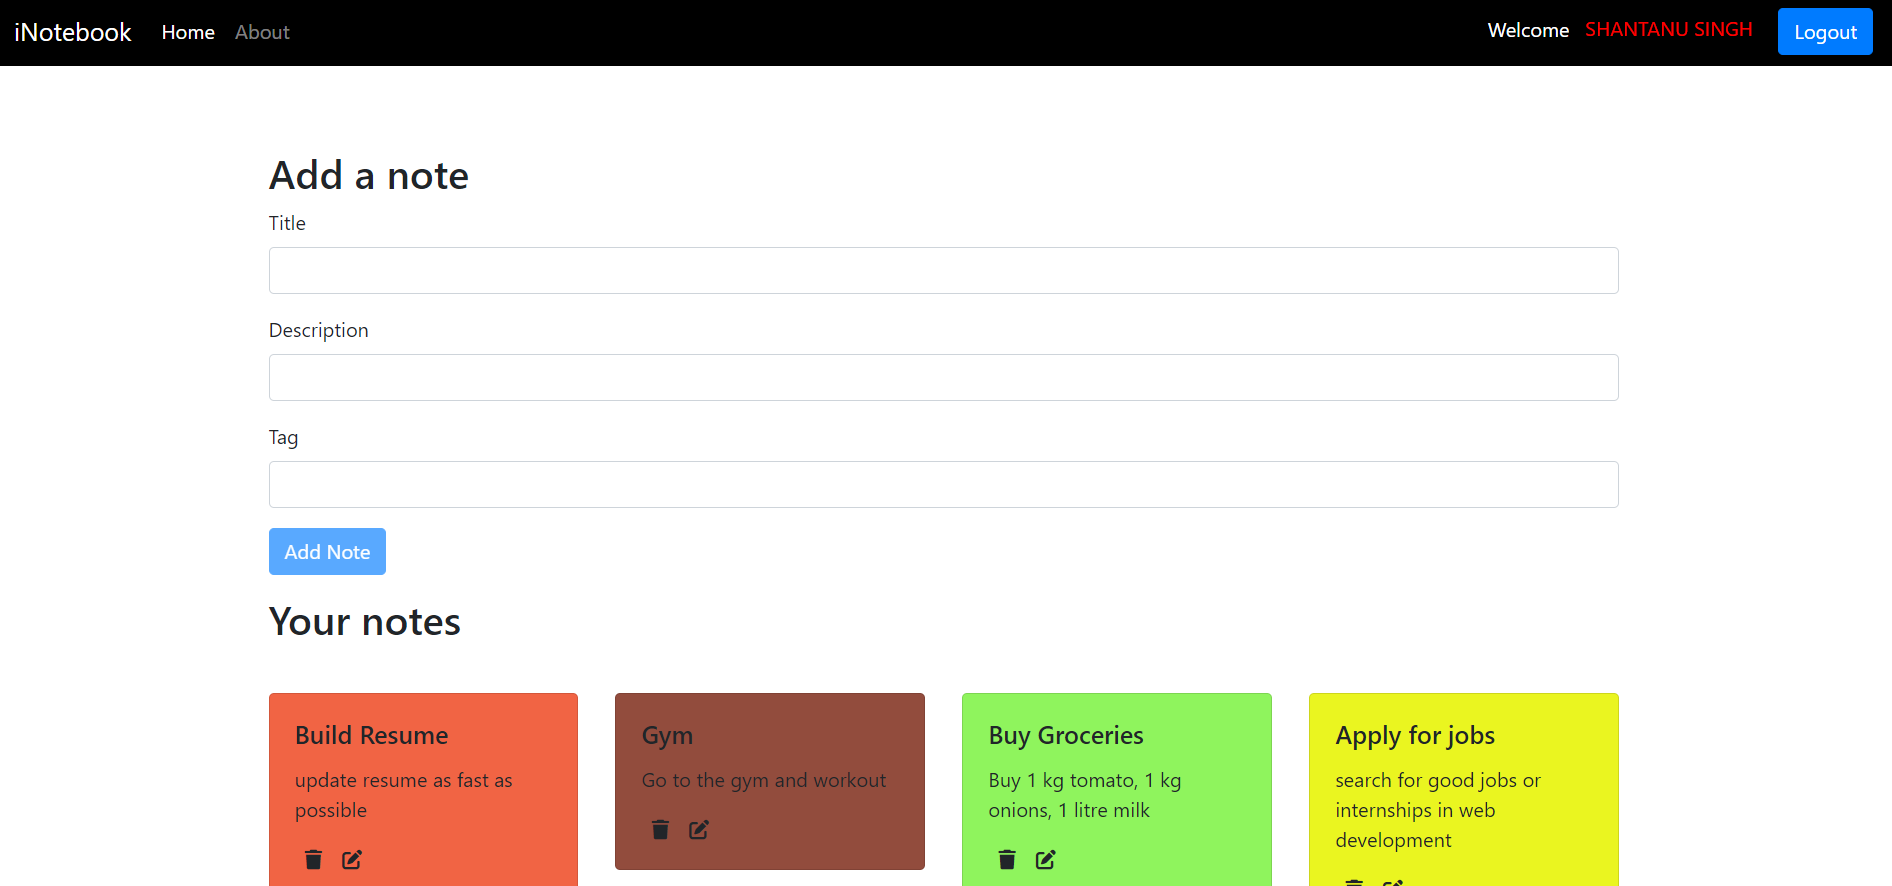 iNotebook Home About Welcome SHANTANU SINGH Logout
Add a note
Title
Description
Tag
Add Note
Your notes
Build Resume
update resume as fast as
possible
Gym
Go to the gym and workout
Buy Groceries
Buy 1 kg tomato, 1 kg
onions, 1 litre milk
Apply for jobs
search for good jobs or
internships in web
development